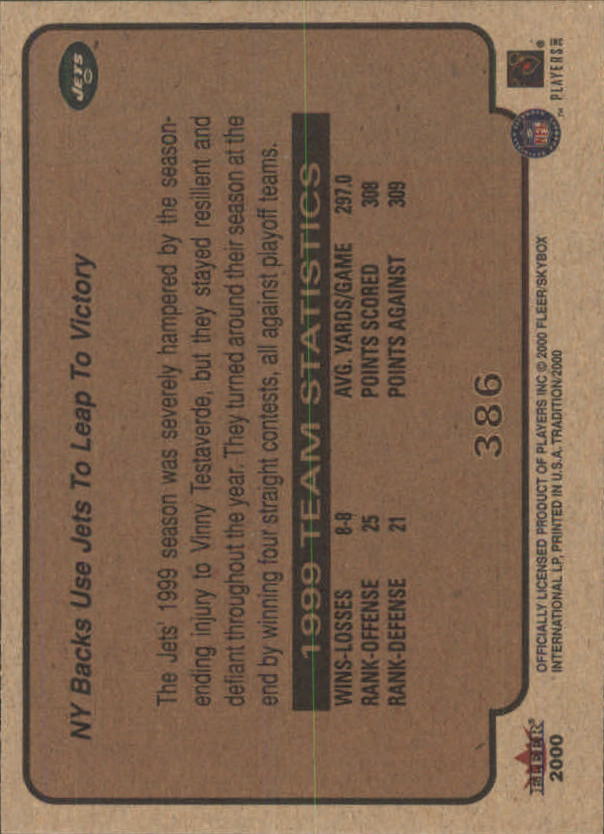 JETS
NY Backs Use Jets To Leap To Victory
The Jets' 1999 season was severely hampered by the season-
ending injury to Vinny Testaverde, but they stayed resilient and
defiant throughout the year. They turned around their season at the
end by winning four straight contests, all against playoff teams.
1999 TEAM STATISTICS
WINS-LOSSES 8-8 AVG. YARDS/GAME 297.0
RANK-OFFENSE 25 POINTS SCORED 308
RANK-DEFENSE 21 POINTS AGAINST 309
386
FLEER®
2000
OFFICIALLY LICENSED PRODUCT OF PLAYERS INC © 2000 FLEER/SKYBOX
INTERNATIONAL LP, PRINTED IN U.S.A. TRADITION/2000
NFL
™ PLAYERS INC